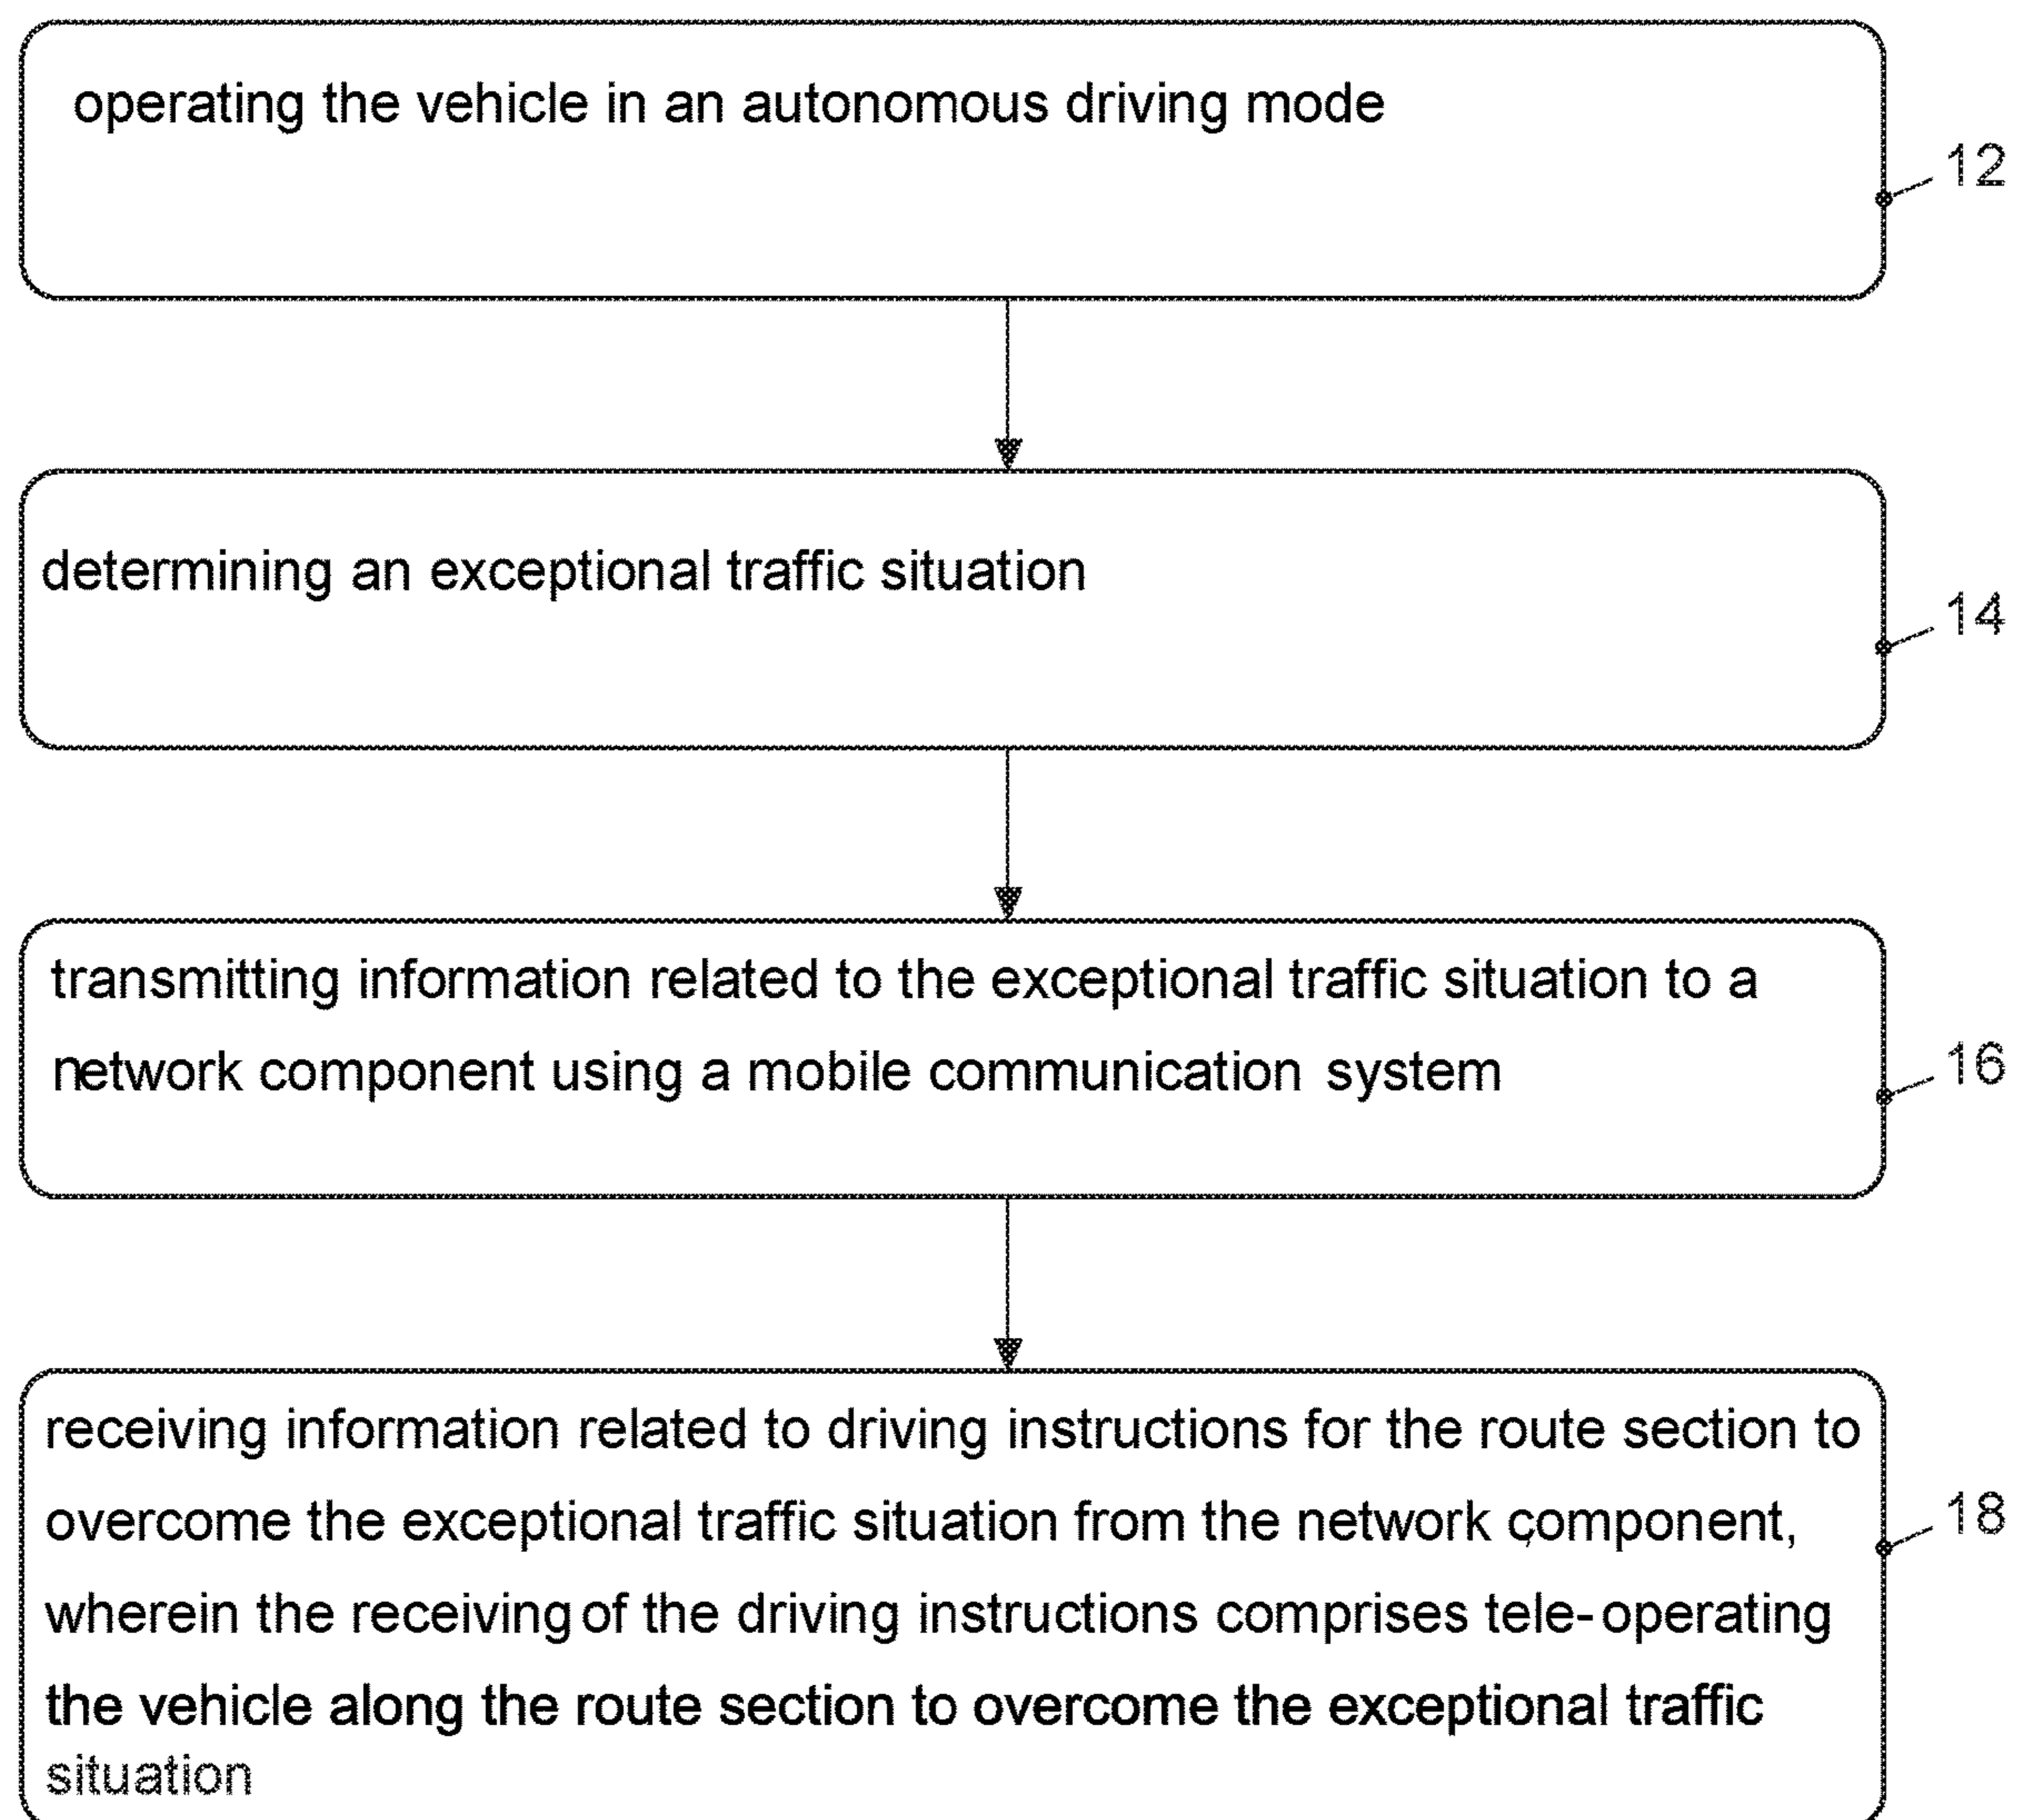 operating the vehicle in an autonomous driving mode
12
determining an exceptional traffic situation
14
transmitting information related to the exceptional traffic situation to a
network component using a mobile communication system
16
receiving information related to driving instructions for the route section to
overcome the exceptional traffic situation from the network component,
18
wherein the receiving of the driving instructions comprises tele-operating
the vehicle along the route section to overcome the exceptional traffic
situation